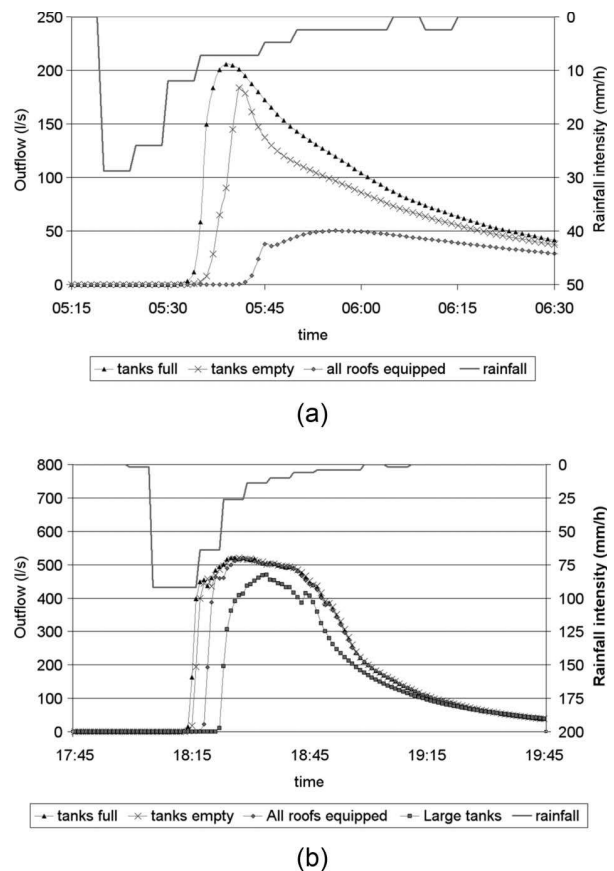 250 0
200 10
150 20
100 30
50 40
0 50
Outflow (l/s)
Rainfall intensity (mm/h)
05:15 05:30 05:45 06:00 06:15 06:30
time
tanks full tanks empty all roofs equipped rainfall
(a)
800 0
700 25
600 50
500 75
400 100
300 125
200 150
100 175
0 200
Outflow (l/s)
Rainfall intensity (mm/h)
17:45 18:15 18:45 19:15 19:45
time
tanks full tanks empty All roofs equipped Large tanks rainfall
(b)